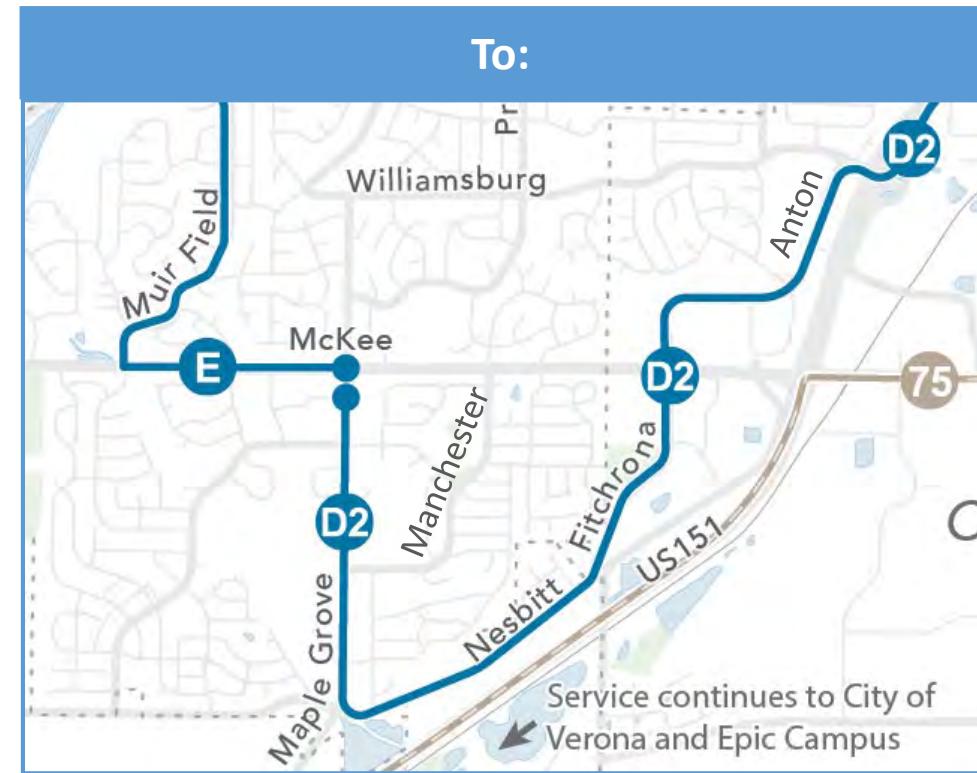 To:
Pr
D2
Williamsburg
Anton
Muir Field
McKee
E
D2
75
Manchester
Fitchrona
D2
US151
Nesbitt
Maple Grove
Service continues to City of
Verona and Epic Campus